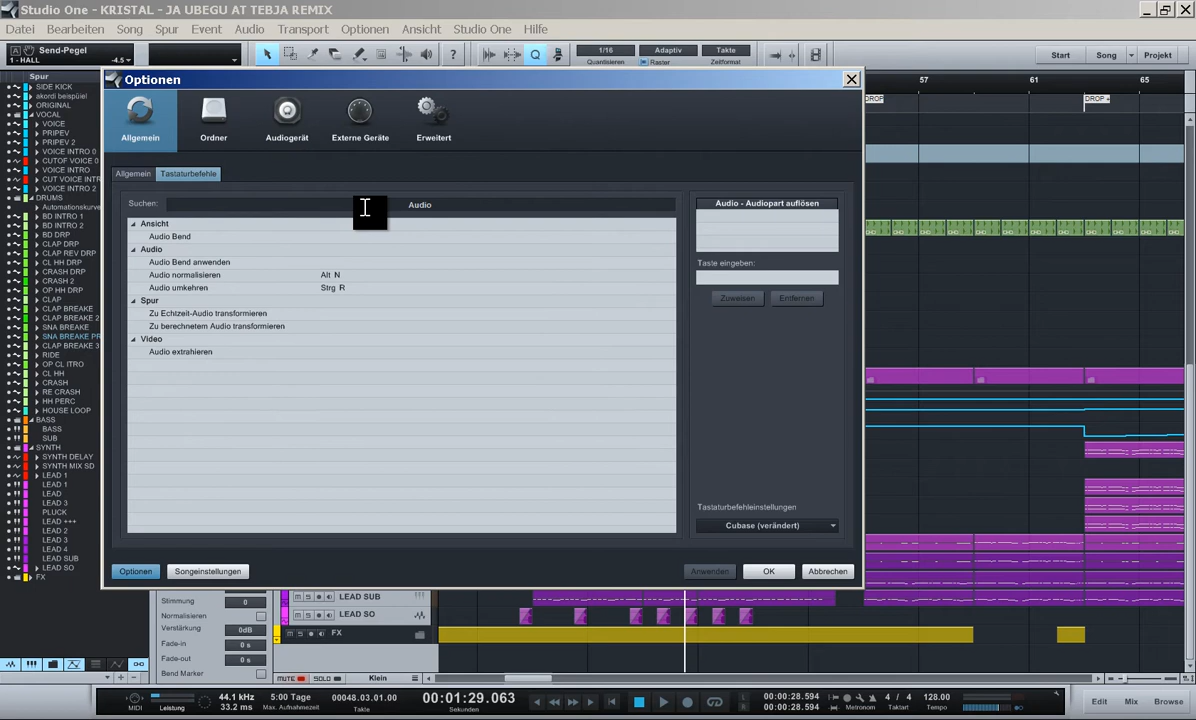 Studio One - KRISTAL - JA UBEGU AT TEBJA REMIX
Datei Bearbeiten Song Spur Event Audio Transport Optionen Ansicht Studio One Hilfe
Send-Pegel
1 - HALL -4.5
1/16 Adaptiv Takte
Quantisieren Raster Zeitformat
Start Song Projekt
Spur
57 61 65
DROP DROP +
SIDE KICK
akordi beispüiel
ORIGINAL
VOCAL
VOICE
PRIPEV
PRIPEV 2
VOICE INTRO 0
CUTOF VOICE 0
VOICE INTRO
CUT VOICE INTR
VOICE INTRO 2
DRUMS
Automationskurve
BD INTRO 1
BD INTRO 2
BD DRP
CLAP DRP
CLAP REV DRP
CL HH DRP
CRASH DRP
CRASH 2
OP HH DRP
CLAP
CLAP BREAKE
CLAP BREAKE 2
SNA BREAKE
SNA BREAKE PR
CLAP BREAKE 3
RIDE
OP CL ITRO
CL HH
CRASH
RE CRASH
HH PERC
HOUSE LOOP
BASS
BASS
SUB
SYNTH
SYNTH DELAY
SYNTH MIX SD
LEAD 1
LEAD 1
LEAD
LEAD 3
PLUCK
LEAD +++
LEAD 2
LEAD 3
LEAD 4
LEAD SUB
LEAD SO
FX
Optionen
Allgemein Ordner Audiogerät Externe Geräte Erweitert
Allgemein Tastaturbefehle
Suchen: Audio
Ansicht
Audio Bend
Audio
Audio Bend anwenden
Audio normalisieren Alt N
Audio umkehren Strg R
Spur
Zu Echtzeit-Audio transformieren
Zu berechnetem Audio transformieren
Video
Audio extrahieren
Audio - Audiopart auflösen
Taste eingeben:
Zuweisen Entfernen
Tastaturbefehleinstellungen
Cubase (verändert)
Optionen Songeinstellungen Anwenden OK Abbrechen
Stimmung 0
Normalisieren
Verstärkung 0dB
Fade-in 0 s
Fade-out 0 s
Bend Marker
M S LEAD SUB
M S LEAD SO
M S FX
MUTE SOLO Klein
MIDI Leistung
44.1 kHz
33.2 ms
5:00 Tage
Max. Aufnahmezeit
00048.03.01.00
Takte
00:01:29.063
Sekunden
00:00:28.594
00:00:28.594
Metronom
4 / 4
Taktart
128.00
Tempo
Edit Mix Browse